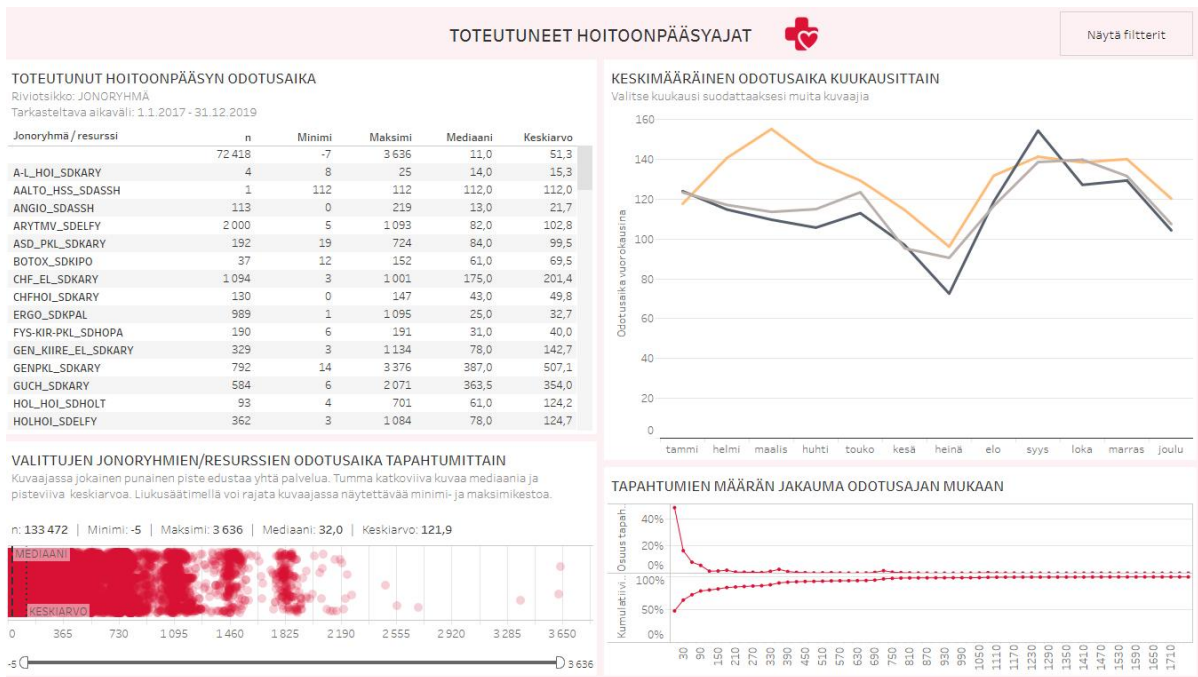 TOTEUTUNEET HOITOONPÄÄSYAJAT
Näytä filtterit
TOTEUTUNUT HOITOONPÄÄSYN ODOTUSAIKA
Riviotsikko: JONORYHMÄ
Tarkasteltava aikaväli: 1.1.2017 - 31.12.2019
Jonoryhmä / resurssi n Minimi Maksimi Mediaani Keskiarvo
72 418 -7 3 636 11,0 51,3
A-L_HOI_SDKARY 4 8 25 14,0 15,3
AALTO_HSS_SDASSH 1 112 112 112,0 112,0
ANGIO_SDASSH 113 0 219 13,0 21,7
ARYTMV_SDELFY 2 000 5 1 093 82,0 102,8
ASD_PKL_SDKARY 192 19 724 84,0 99,5
BOTOX_SDKIPO 37 12 152 61,0 69,5
CHF_EL_SDKARY 1 094 3 1 001 175,0 201,4
CHFHOI_SDKARY 130 0 147 43,0 49,8
ERGO_SDKPAL 989 1 1 095 25,0 32,7
FYS-KIR-PKL_SDHOPA 190 6 191 31,0 40,0
GEN_KIIRE_EL_SDKARY 329 3 1 134 78,0 142,7
GENPKL_SDKARY 792 14 3 376 387,0 507,1
GUCH_SDKARY 584 6 2 071 363,5 354,0
HOL_HOI_SDHOLT 93 4 701 61,0 124,2
HOLHOI_SDELFY 362 3 1 084 78,0 124,7
KESKIMÄÄRÄINEN ODOTUSAIKA KUUKAUSITTAIN
Valitse kuukausi suodattaaksesi muita kuvaajia
Odotusaika vuorokausina
160
140
120
100
80
60
40
20
0
tammi helmi maalis huhti touko kesä heinä elo syys loka marras joulu
VALITTUJEN JONORYHMIEN/RESURSSIEN ODOTUSAIKA TAPAHTUMITTAIN
Kuvaajassa jokainen punainen piste edustaa yhtä palvelua. Tumma katkoviiva kuvaa mediaania ja
pisteviiva keskiarvoa. Liukusäätimellä voi rajata kuvaajassa näytettävää minimi- ja maksimikestoa.
n: 133 472 | Minimi: -5 | Maksimi: 3 636 | Mediaani: 32,0 | Keskiarvo: 121,9
MEDIAANI
KESKIARVO
0 365 730 1 095 1 460 1 825 2 190 2 555 2 920 3 285 3 650
-5 3 636
TAPAHTUMIEN MÄÄRÄN JAKAUMA ODOTUSAJAN MUKAAN
Osuus tapah..
40%
20%
0%
Kumulatiivi..
100%
50%
0%
30 90 150 210 270 330 390 450 510 570 630 690 750 810 870 930 990 1050 1110 1170 1230 1290 1350 1410 1470 1530 1590 1650 1710